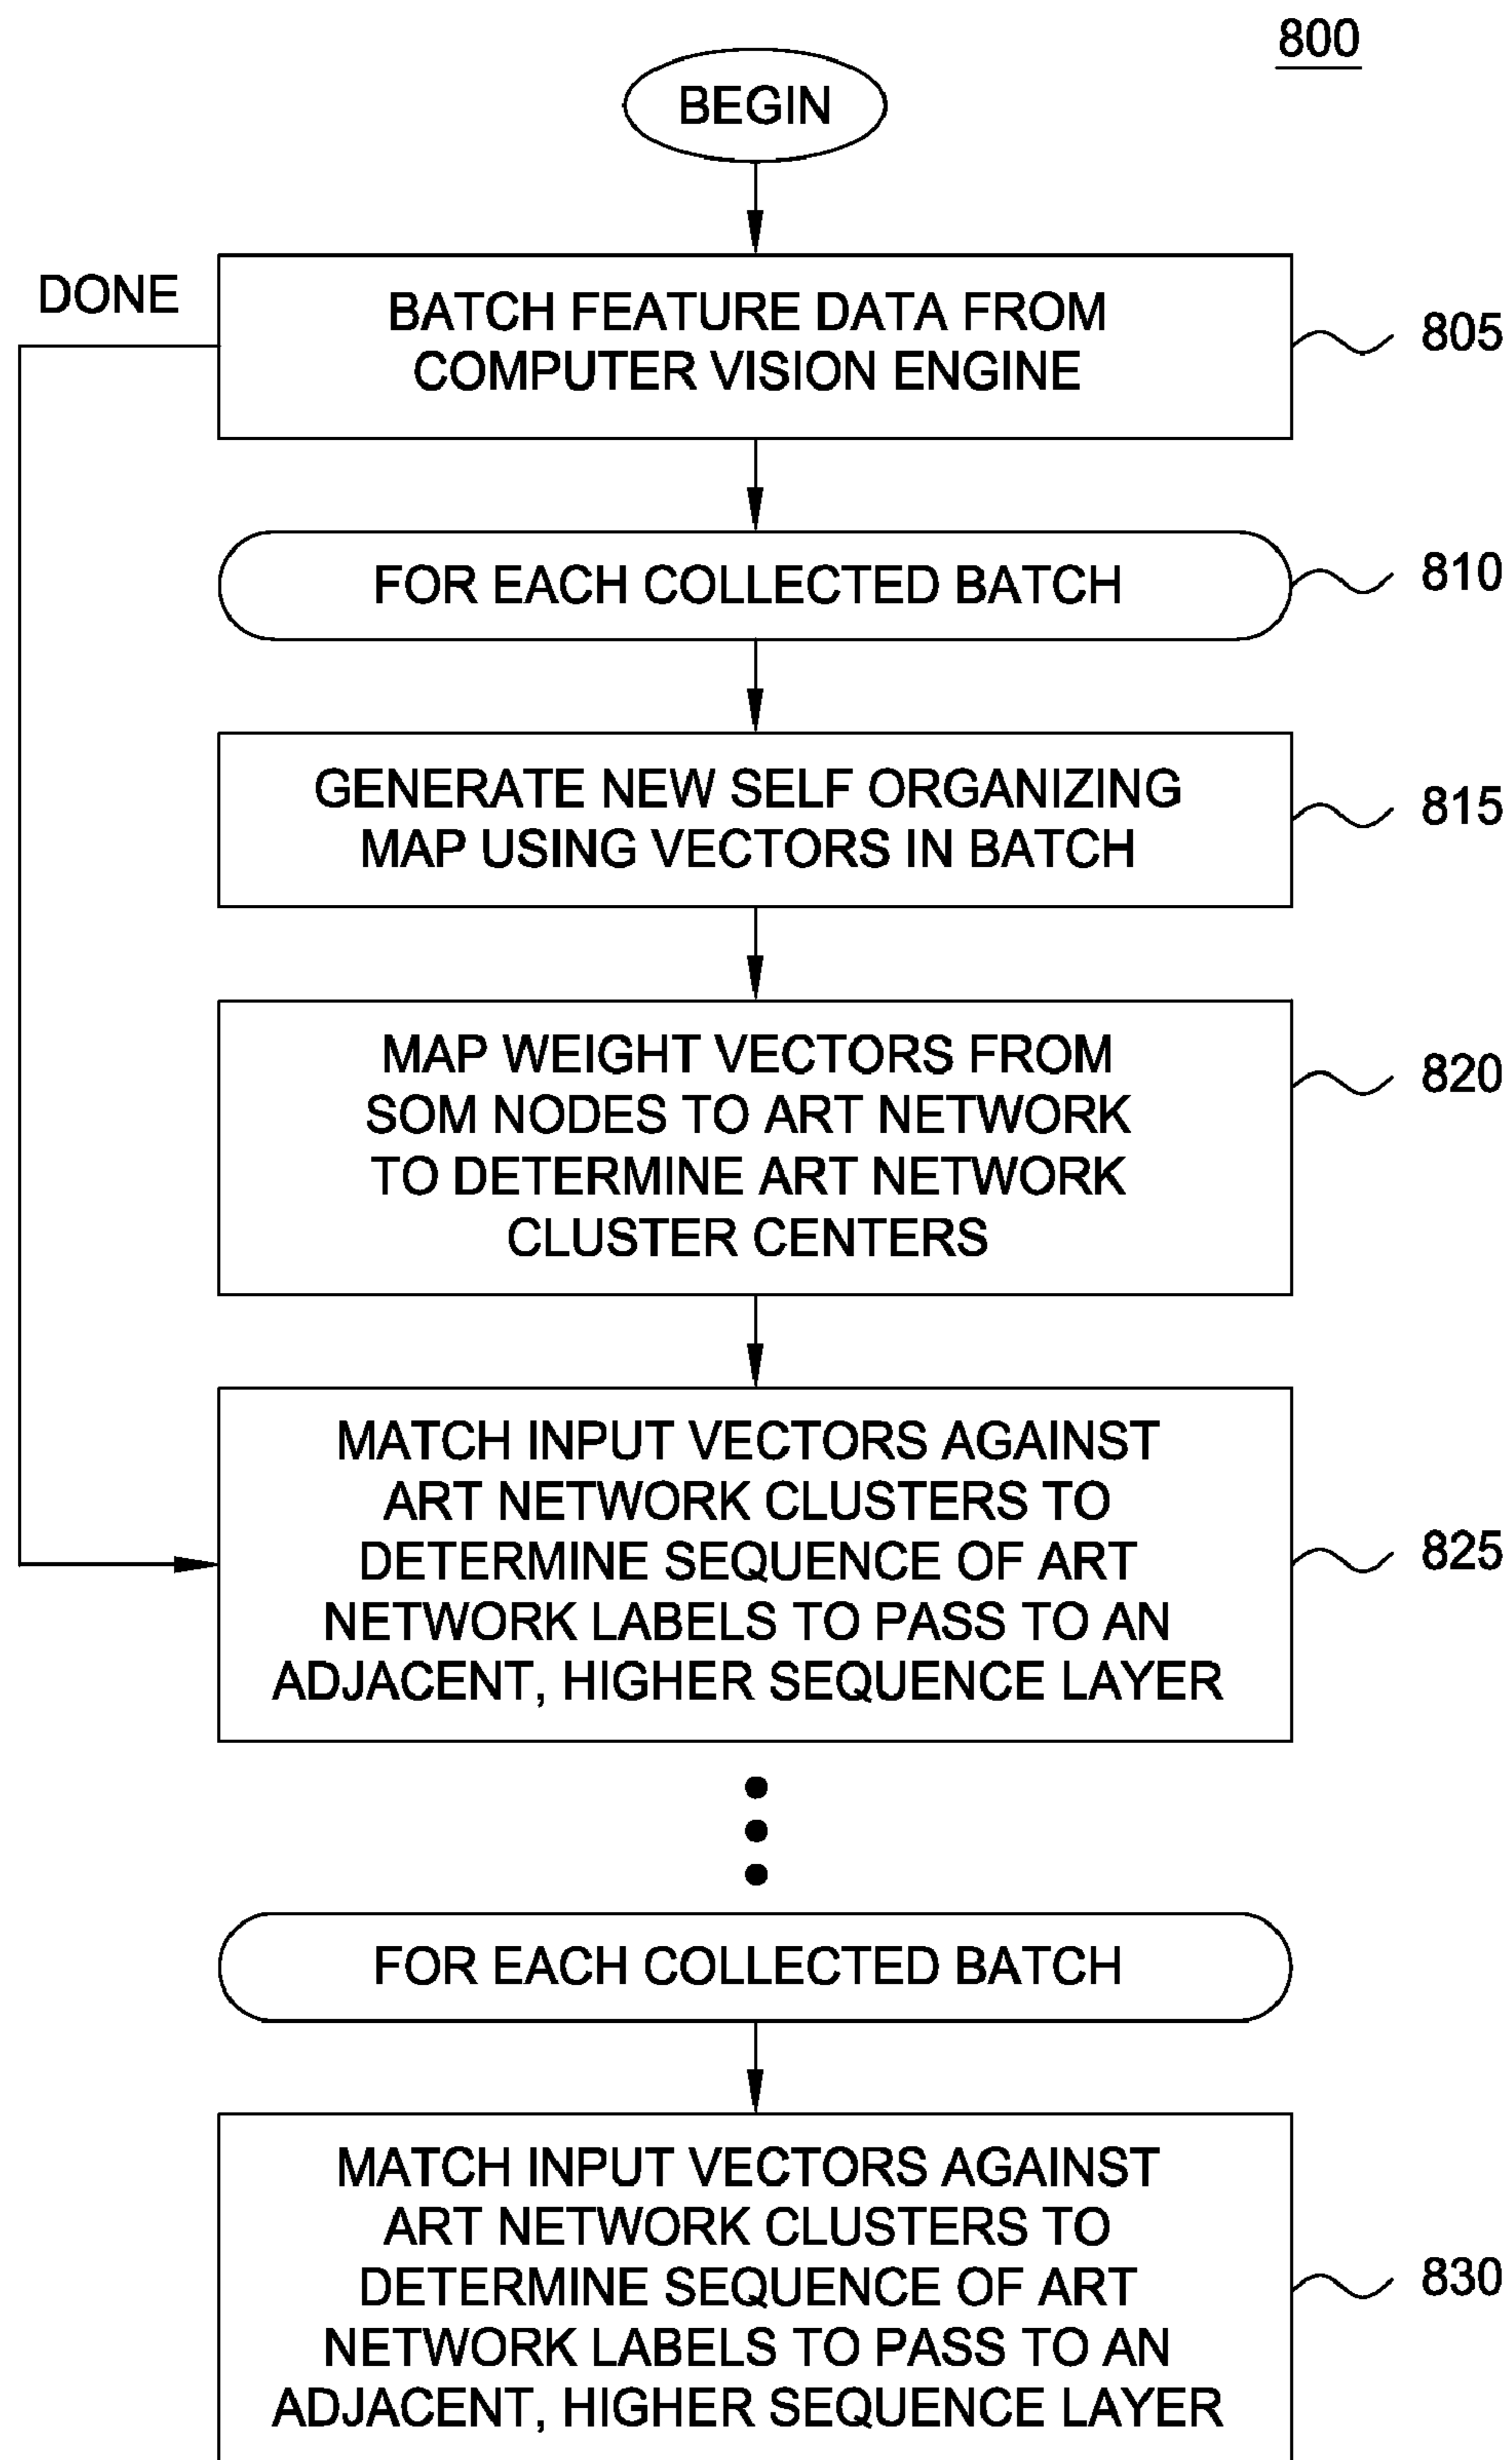 800
BEGIN
DONE
BATCH FEATURE DATA FROM
COMPUTER VISION ENGINE
805
FOR EACH COLLECTED BATCH
810
GENERATE NEW SELF ORGANIZING
MAP USING VECTORS IN BATCH
815
MAP WEIGHT VECTORS FROM
SOM NODES TO ART NETWORK
TO DETERMINE ART NETWORK
CLUSTER CENTERS
820
MATCH INPUT VECTORS AGAINST
ART NETWORK CLUSTERS TO
DETERMINE SEQUENCE OF ART
NETWORK LABELS TO PASS TO AN
ADJACENT, HIGHER SEQUENCE LAYER
825
FOR EACH COLLECTED BATCH
MATCH INPUT VECTORS AGAINST
ART NETWORK CLUSTERS TO
DETERMINE SEQUENCE OF ART
NETWORK LABELS TO PASS TO AN
ADJACENT, HIGHER SEQUENCE LAYER
830